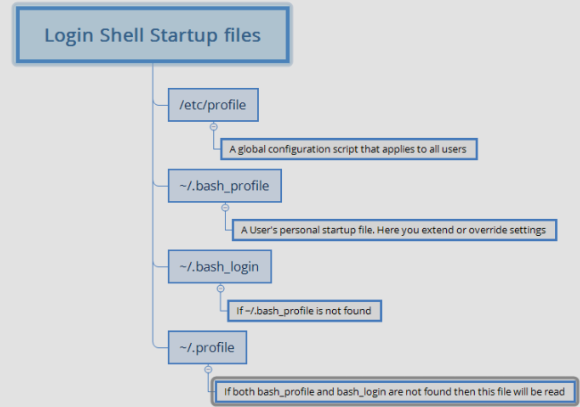 Login Shell Startup files
/etc/profile
A global configuration script that applies to all users
~/.bash_profile
A User's personal startup file. Here you extend or override settings
~/.bash_login
If ~/.bash_profile is not found
~/.profile
If both bash_profile and bash_login are not found then this file will be read